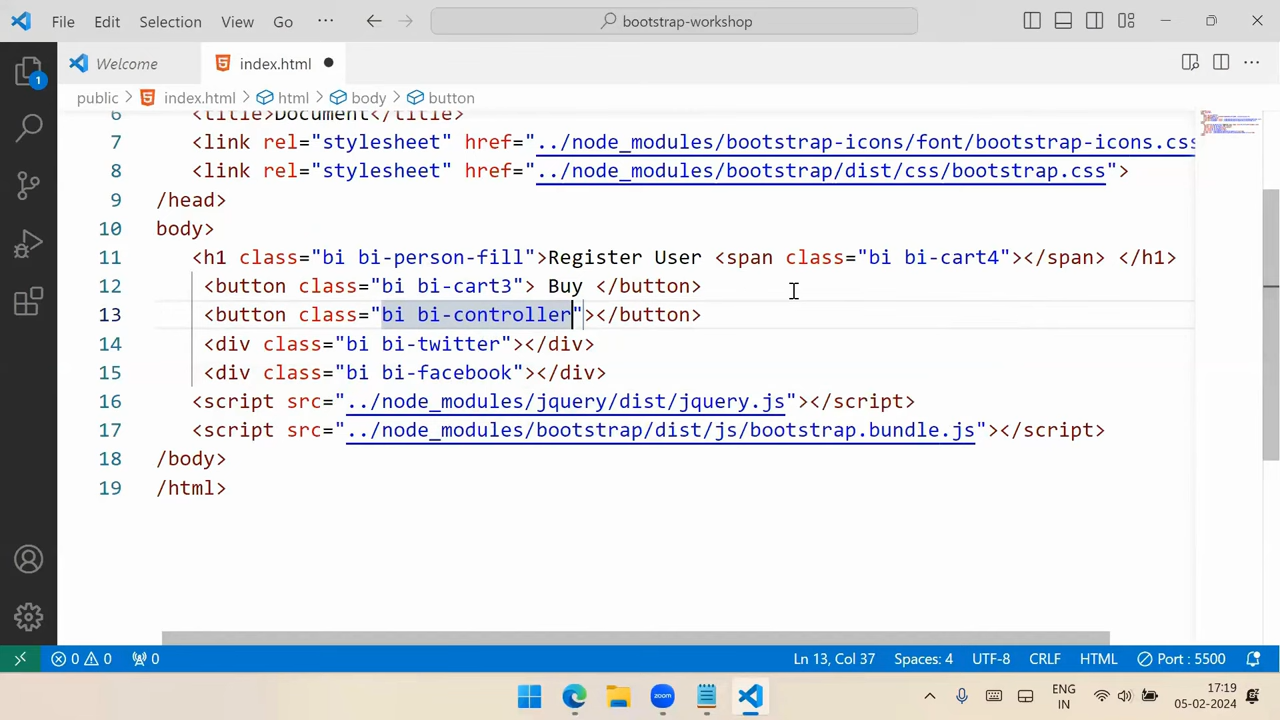 File Edit Selection View Go ··· bootstrap-workshop
Welcome index.html
public > index.html > html > body > button
6 <title>Document</title>
7 <link rel="stylesheet" href="../node_modules/bootstrap-icons/font/bootstrap-icons.css
8 <link rel="stylesheet" href="../node_modules/bootstrap/dist/css/bootstrap.css">
9 /head>
10 body>
11 <h1 class="bi bi-person-fill">Register User <span class="bi bi-cart4"></span> </h1>
12 <button class="bi bi-cart3"> Buy </button>
13 <button class="bi bi-controller"></button>
14 <div class="bi bi-twitter"></div>
15 <div class="bi bi-facebook"></div>
16 <script src="../node_modules/jquery/dist/jquery.js"></script>
17 <script src="../node_modules/bootstrap/dist/js/bootstrap.bundle.js"></script>
18 /body>
19 /html>
1
0 0 0 Ln 13, Col 37 Spaces: 4 UTF-8 CRLF HTML Port : 5500
zoom
ENG
IN
17:19
05-02-2024